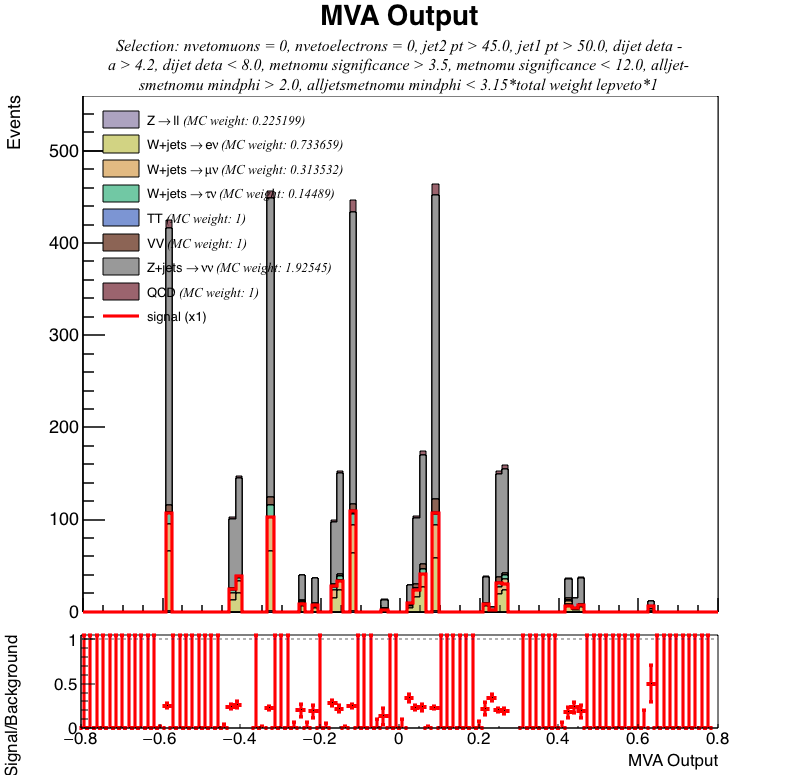 MVA Output
Selection: nvetomuons = 0, nvetoelectrons = 0, jet2 pt > 45.0, jet1 pt > 50.0, dijet deta -
a > 4.2, dijet deta < 8.0, metnomu significance > 3.5, metnomu significance < 12.0, alljet-
smetnomu mindphi > 2.0, alljetsmetnomu mindphi < 3.15*total weight lepveto*1
Events
500
400
300
200
100
0
Z→ll (MC weight: 0.225199)
W+jets→eν (MC weight: 0.733659)
W+jets→μν (MC weight: 0.313532)
W+jets→τν (MC weight: 0.14489)
TT (MC weight: 1)
VV (MC weight: 1)
Z+jets→νν (MC weight: 1.92545)
QCD (MC weight: 1)
signal (x1)
Signal/Background
1
0.5
0
−0.8 −0.6 −0.4 −0.2 0 0.2 0.4 0.6 0.8
MVA Output